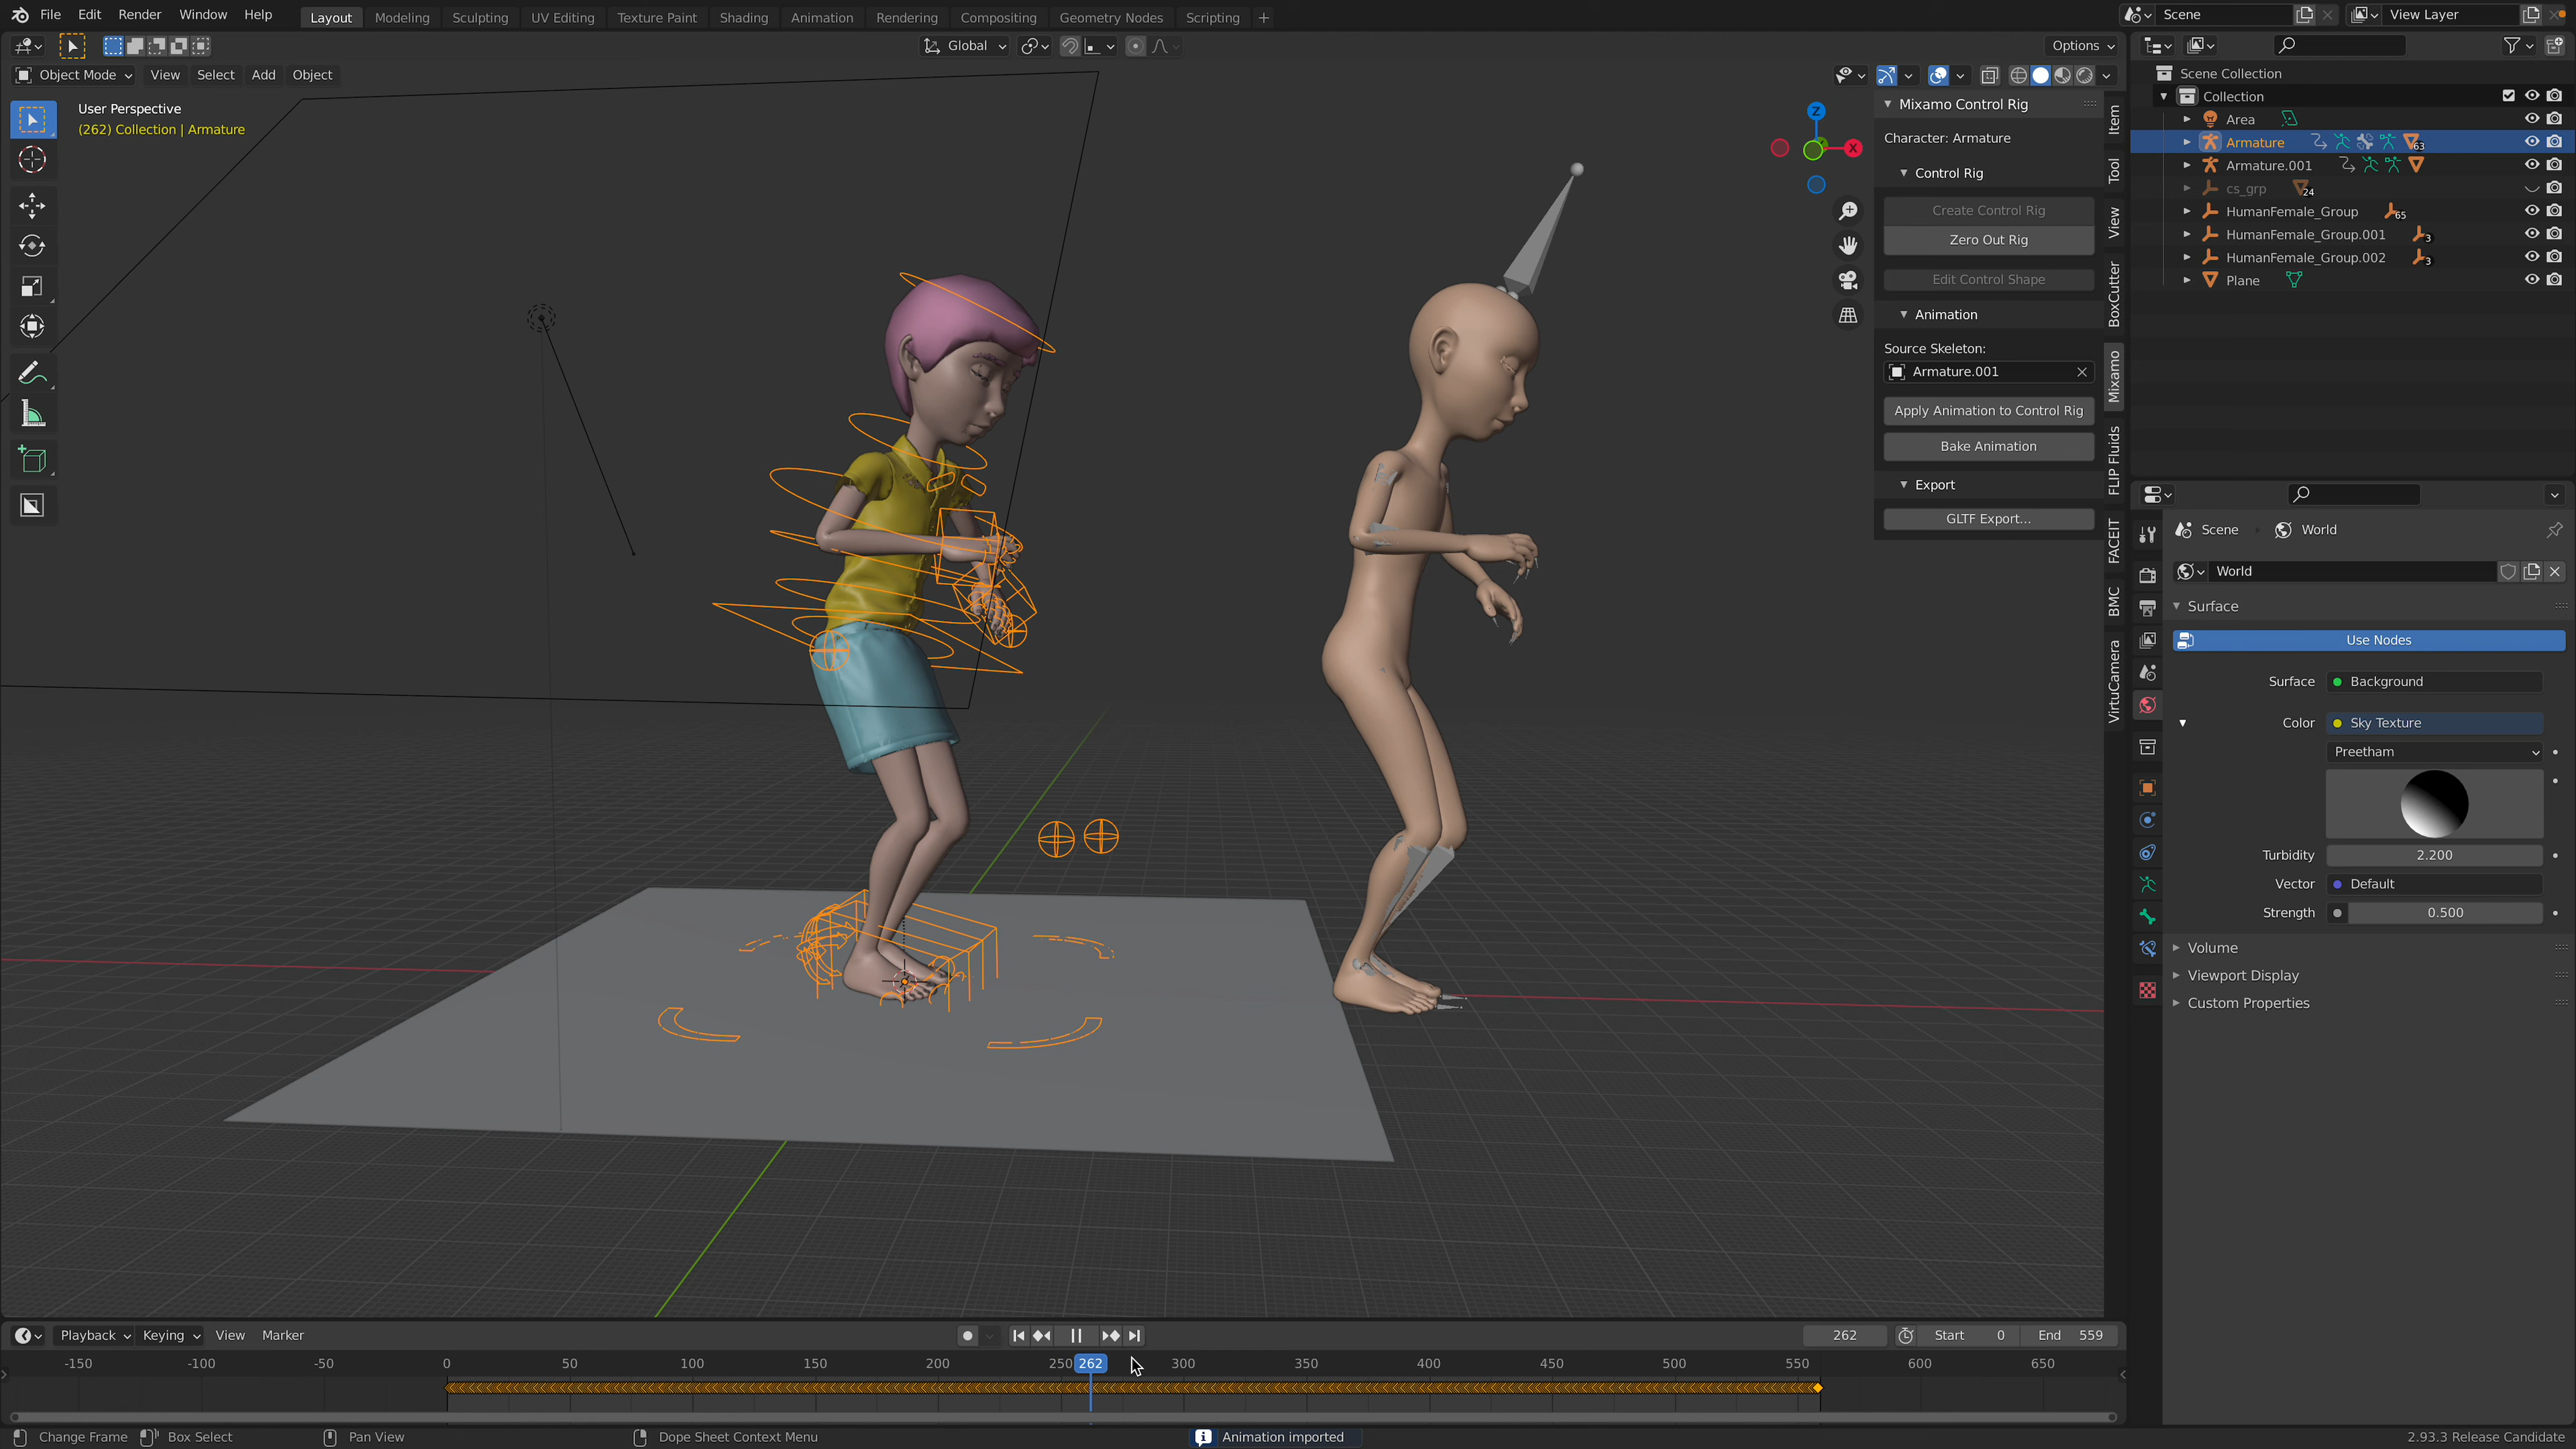 File Edit Render Window Help Layout Modeling Sculpting UV Editing Texture Paint Shading Animation Rendering Compositing Geometry Nodes Scripting + Scene View Layer
Global Options
Object Mode View Select Add Object
User Perspective
(262) Collection | Armature
Z
X
Mixamo Control Rig
Character: Armature
Control Rig
Create Control Rig
Zero Out Rig
Edit Control Shape
Animation
Source Skeleton:
Armature.001
Apply Animation to Control Rig
Bake Animation
Export
GLTF Export...
Item
Tool
View
BoxCutter
Mixamo
FLIP Fluids
FACEIT
BMC
VirtuCamera
Scene Collection
Collection
Area
Armature 63
Armature.001
cs_grp 24
HumanFemale_Group 65
HumanFemale_Group.001 3
HumanFemale_Group.002 3
Plane
Scene World
World
Surface
Use Nodes
Surface Background
Color Sky Texture
Preetham
Turbidity 2.200
Vector Default
Strength 0.500
Volume
Viewport Display
Custom Properties
Playback Keying View Marker 262 Start 0 End 559
-150 -100 -50 0 50 100 150 200 250 262 300 350 400 450 500 550 600 650
Change Frame Box Select Pan View Dope Sheet Context Menu Animation imported 2.93.3 Release Candidate